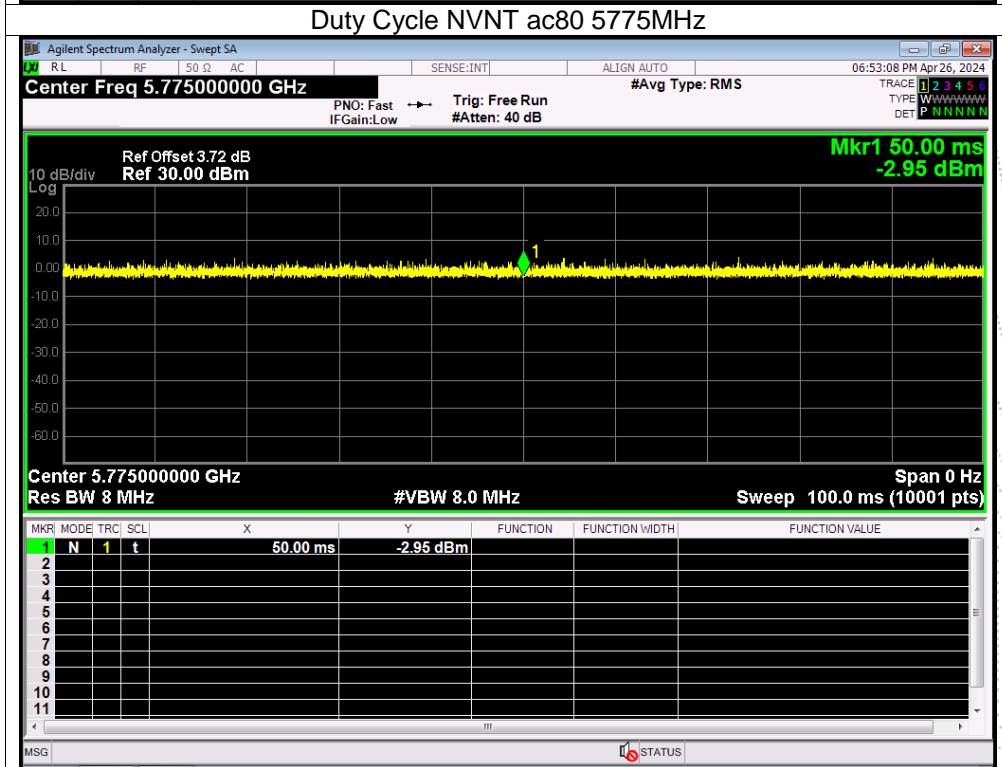 Duty Cycle NVNT ac80 5775MHz
Agilent Spectrum Analyzer - Swept SA
LXI RL RF 50 Ω AC SENSE:INT ALIGN AUTO 06:53:08 PM Apr 26, 2024
Center Freq 5.775000000 GHz #Avg Type: RMS TRACE 1 2 3 4 5 6
PNO: Fast Trig: Free Run TYPE WWWWWW
IFGain:Low #Atten: 40 dB DET P N N N N N
Mkr1 50.00 ms
Ref Offset 3.72 dB
10 dB/div Ref 30.00 dBm -2.95 dBm
Log
20.0
10.0
1
0.00
-10.0
-20.0
-30.0
-40.0
-50.0
-60.0
Center 5.775000000 GHz Span 0 Hz
Res BW 8 MHz #VBW 8.0 MHz Sweep 100.0 ms (10001 pts)
MKR MODE TRC SCL X Y FUNCTION FUNCTION WIDTH FUNCTION VALUE
1 N 1 t 50.00 ms -2.95 dBm
2
3
4
5
6
7
8
9
10
11
MSG STATUS